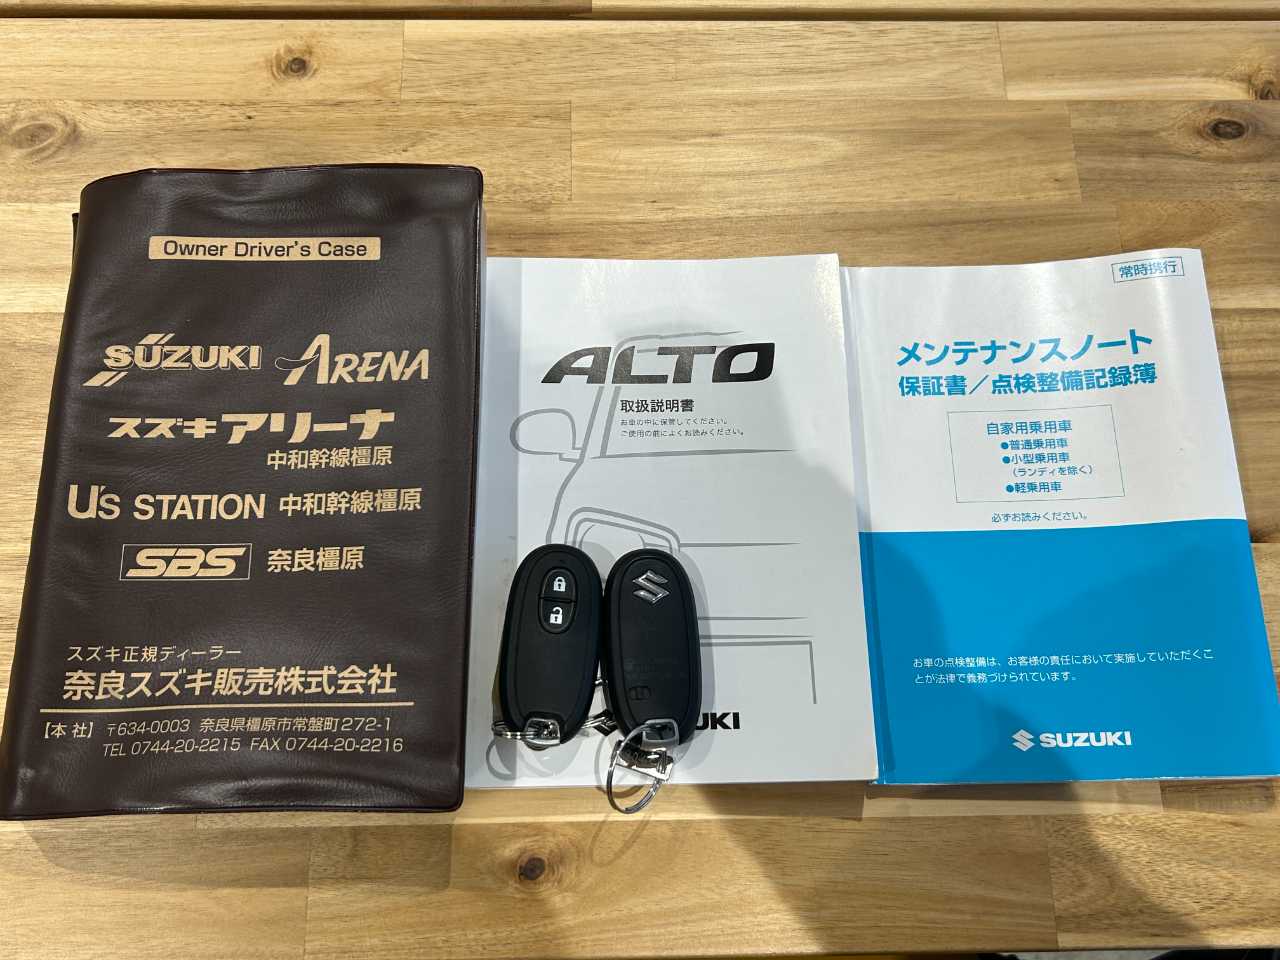 Owner Driver's Case
SUZUKI ARENA
スズキアリーナ
中和幹線橿原
U's STATION 中和幹線橿原
SBS 奈良橿原
スズキ正規ディーラー
奈良スズキ販売株式会社
【本 社】 〒634-0003 奈良県橿原市常盤町272-1
TEL 0744-20-2215 FAX 0744-20-2216
ALTO
取扱説明書
お車の中に保管してください。
ご使用の前によくお読みください。
常時携行
メンテナンスノート
保証書/点検整備記録簿
自家用乗用車
●普通乗用車
●小型乗用車
(ランディを除く)
●軽乗用車
必ずお読みください。
お車の点検整備は、お客様の責任において実施していただくこ
とが法律で義務づけられています。
SUZUKI